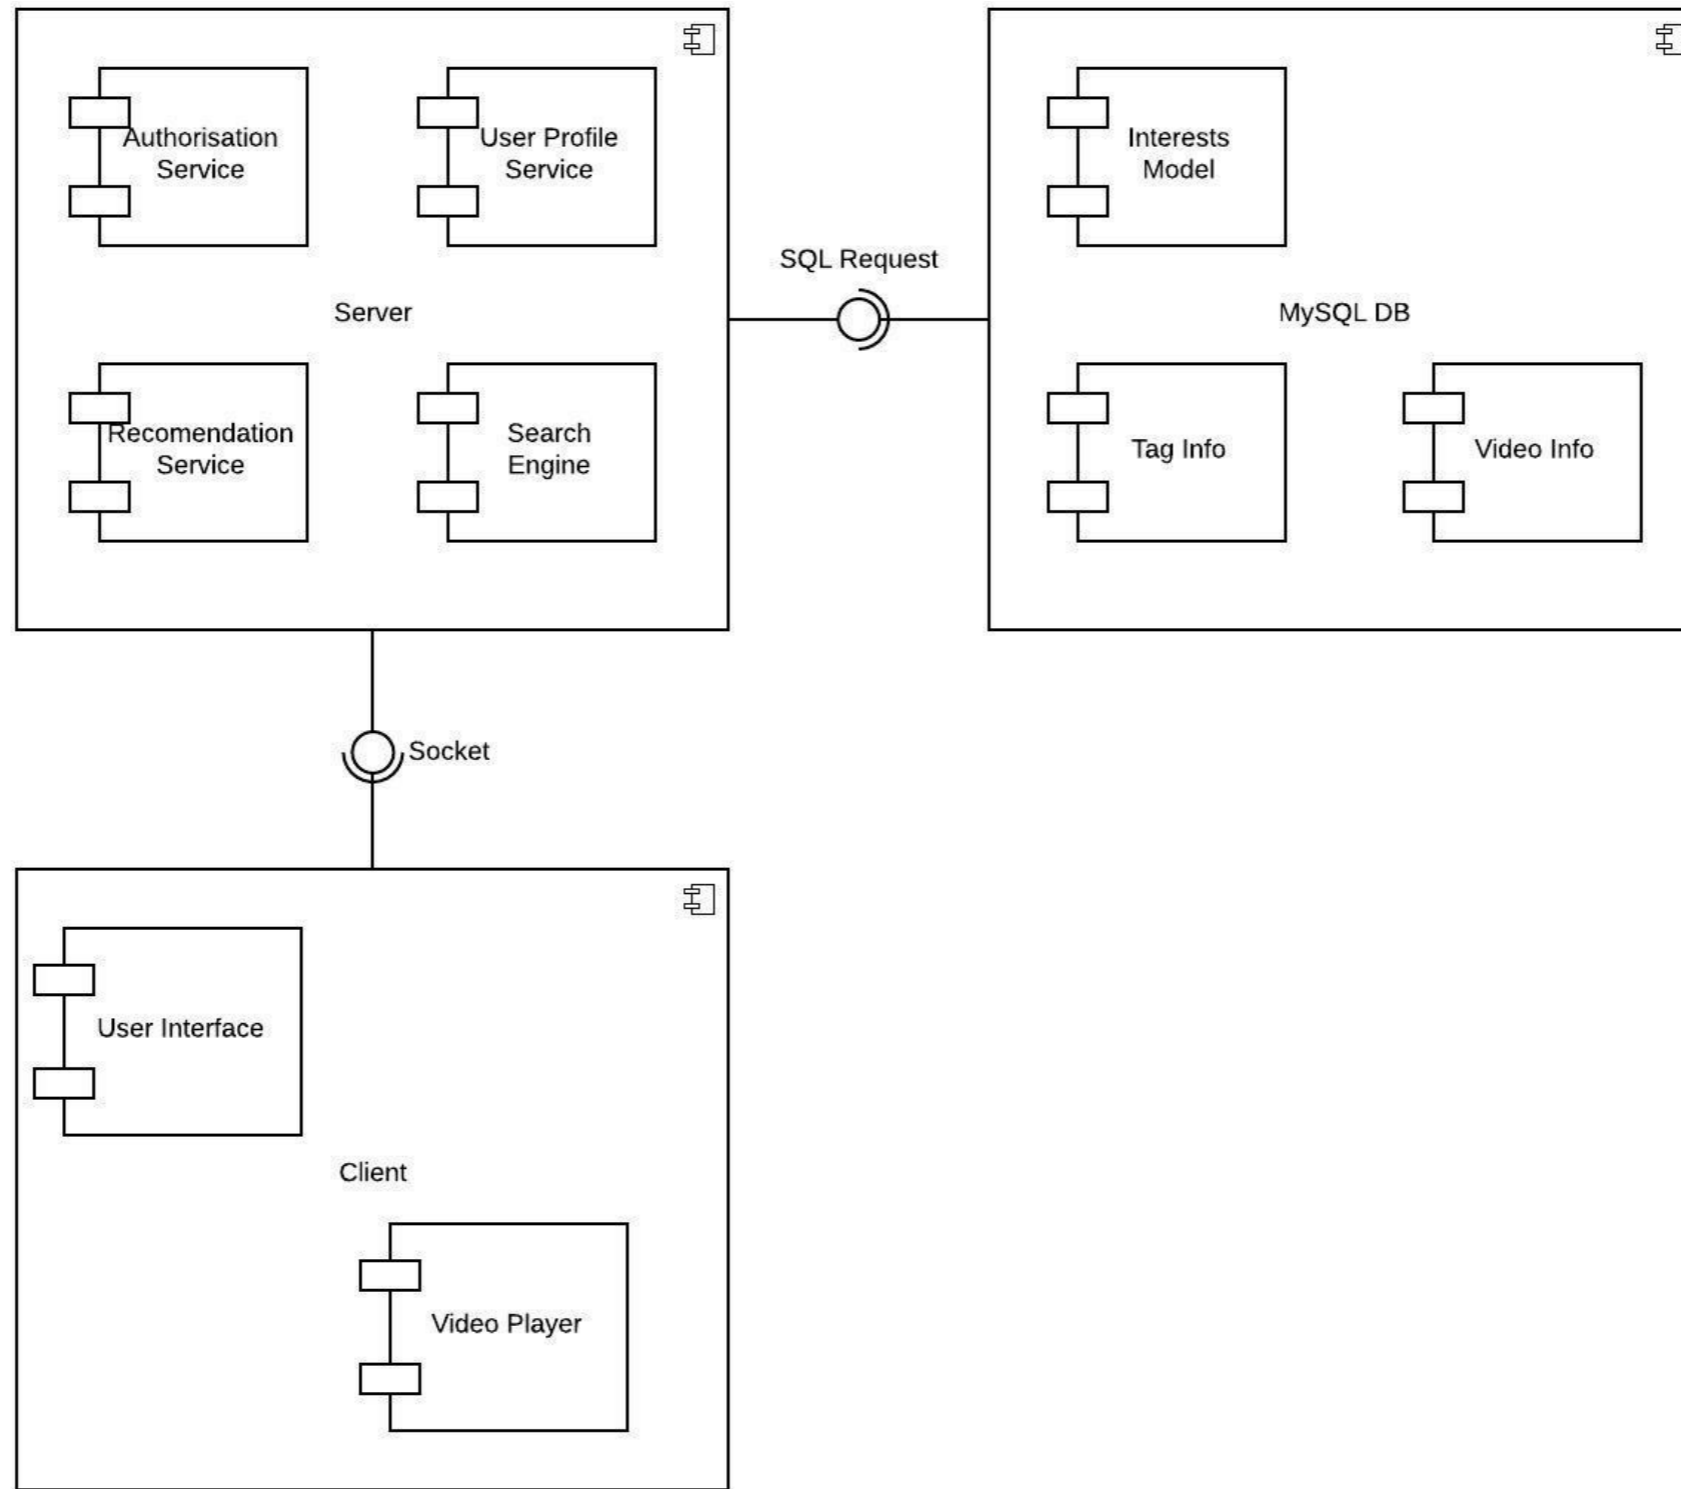 Authorisation
Service
User Profile
Service
Server
Recomendation
Service
Search
Engine
SQL Request
Interests
Model
MySQL DB
Tag Info
Video Info
Socket
User Interface
Client
Video Player